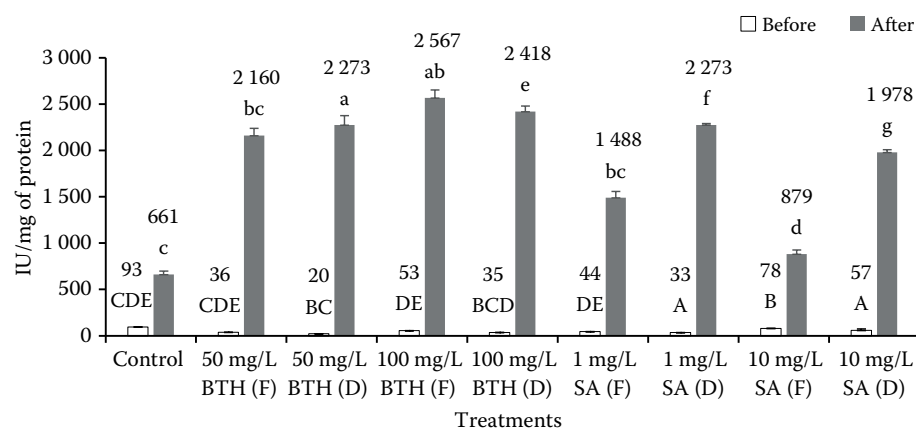 Before After
3 000
2 500
2 000
1 500
1 000
500
0
IU/mg of protein
93
CDE
661
c
36
CDE
2 160
bc
20
BC
2 273
a
53
DE
2 567
ab
35
BCD
2 418
e
44
DE
1 488
bc
33
A
2 273
f
78
B
879
d
57
A
1 978
g
Control
50 mg/L
BTH (F)
50 mg/L
BTH (D)
100 mg/L
BTH (F)
100 mg/L
BTH (D)
1 mg/L
SA (F)
1 mg/L
SA (D)
10 mg/L
SA (F)
10 mg/L
SA (D)
Treatments